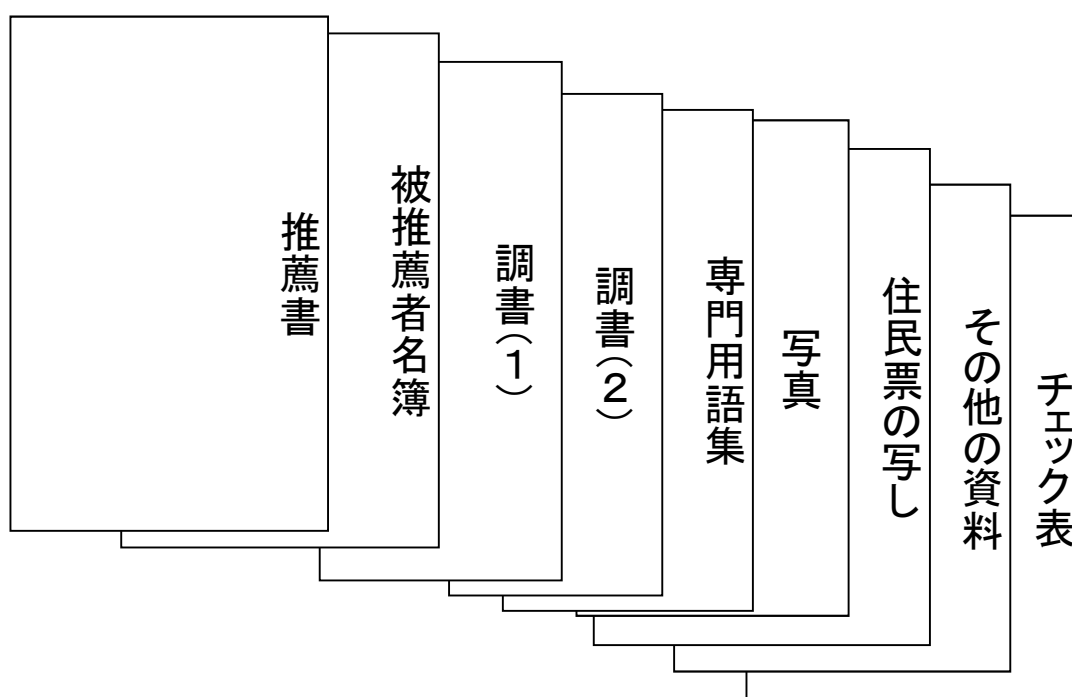 推薦書
被推薦者名簿
調書(1)
調書(2)
専門用語集
写真
住民票の写し
その他の資料
チェック表